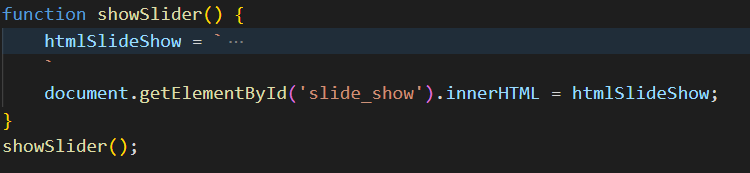 function showSlider() {
htmlSlideShow = ` ⋯
`
document.getElementById('slide_show').innerHTML = htmlSlideShow;
}
showSlider();